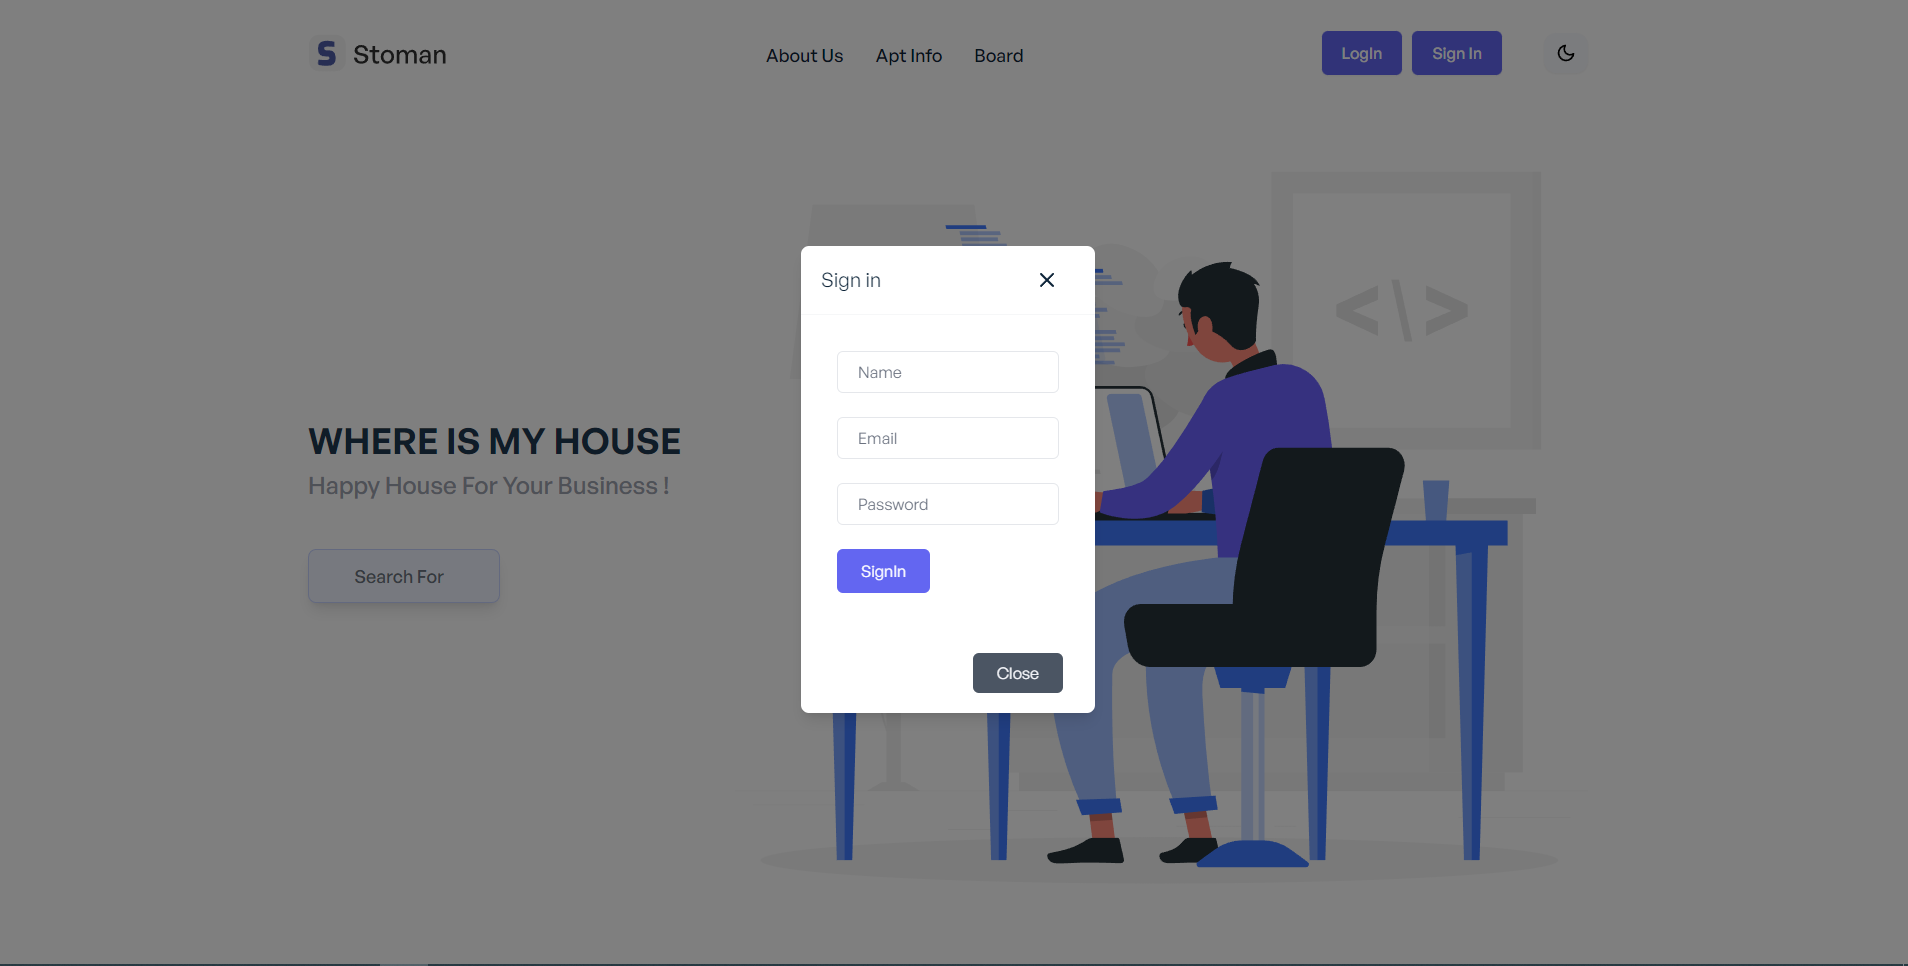 S Stoman
About Us Apt Info Board
LogIn Sign In
<\>
WHERE IS MY HOUSE
Happy House For Your Business !
Search For
Sign in
Name
Email
Password
SignIn
Close